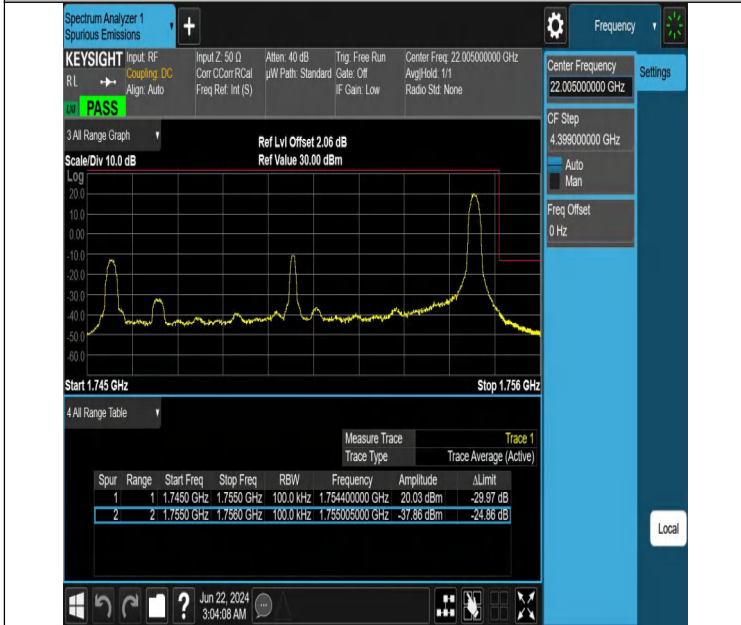 Spectrum Analyzer 1
Spurious Emissions
+
Frequency
KEYSIGHT
RL
PASS
Input: RF
Coupling: DC
Align: Auto
Input Z: 50 Ω
Corr CCorr RCal
Freq Ref: Int (S)
Atten: 40 dB
µW Path: Standard
Trig: Free Run
Gate: Off
IF Gain: Low
Center Freq: 22.005000000 GHz
Avg|Hold: 1/1
Radio Std: None
Center Frequency
22.005000000 GHz
Settings
CF Step
4.399000000 GHz
Auto
Man
Freq Offset
0 Hz
3 All Range Graph
Scale/Div 10.0 dB
Ref Lvl Offset 2.06 dB
Ref Value 30.00 dBm
Log
20.0
10.0
0.00
-10.0
-20.0
-30.0
-40.0
-50.0
-60.0
Start 1.745 GHz
Stop 1.756 GHz
4 All Range Table
Measure Trace Trace 1
Trace Type Trace Average (Active)
Spur Range Start Freq Stop Freq RBW Frequency Amplitude ΔLimit
1 1 1.7450 GHz 1.7550 GHz 100.0 kHz 1.754400000 GHz 20.03 dBm -29.97 dB
2 2 1.7550 GHz 1.7560 GHz 100.0 kHz 1.755005000 GHz -37.86 dBm -24.86 dB
Local
?
Jun 22, 2024
3:04:08 AM